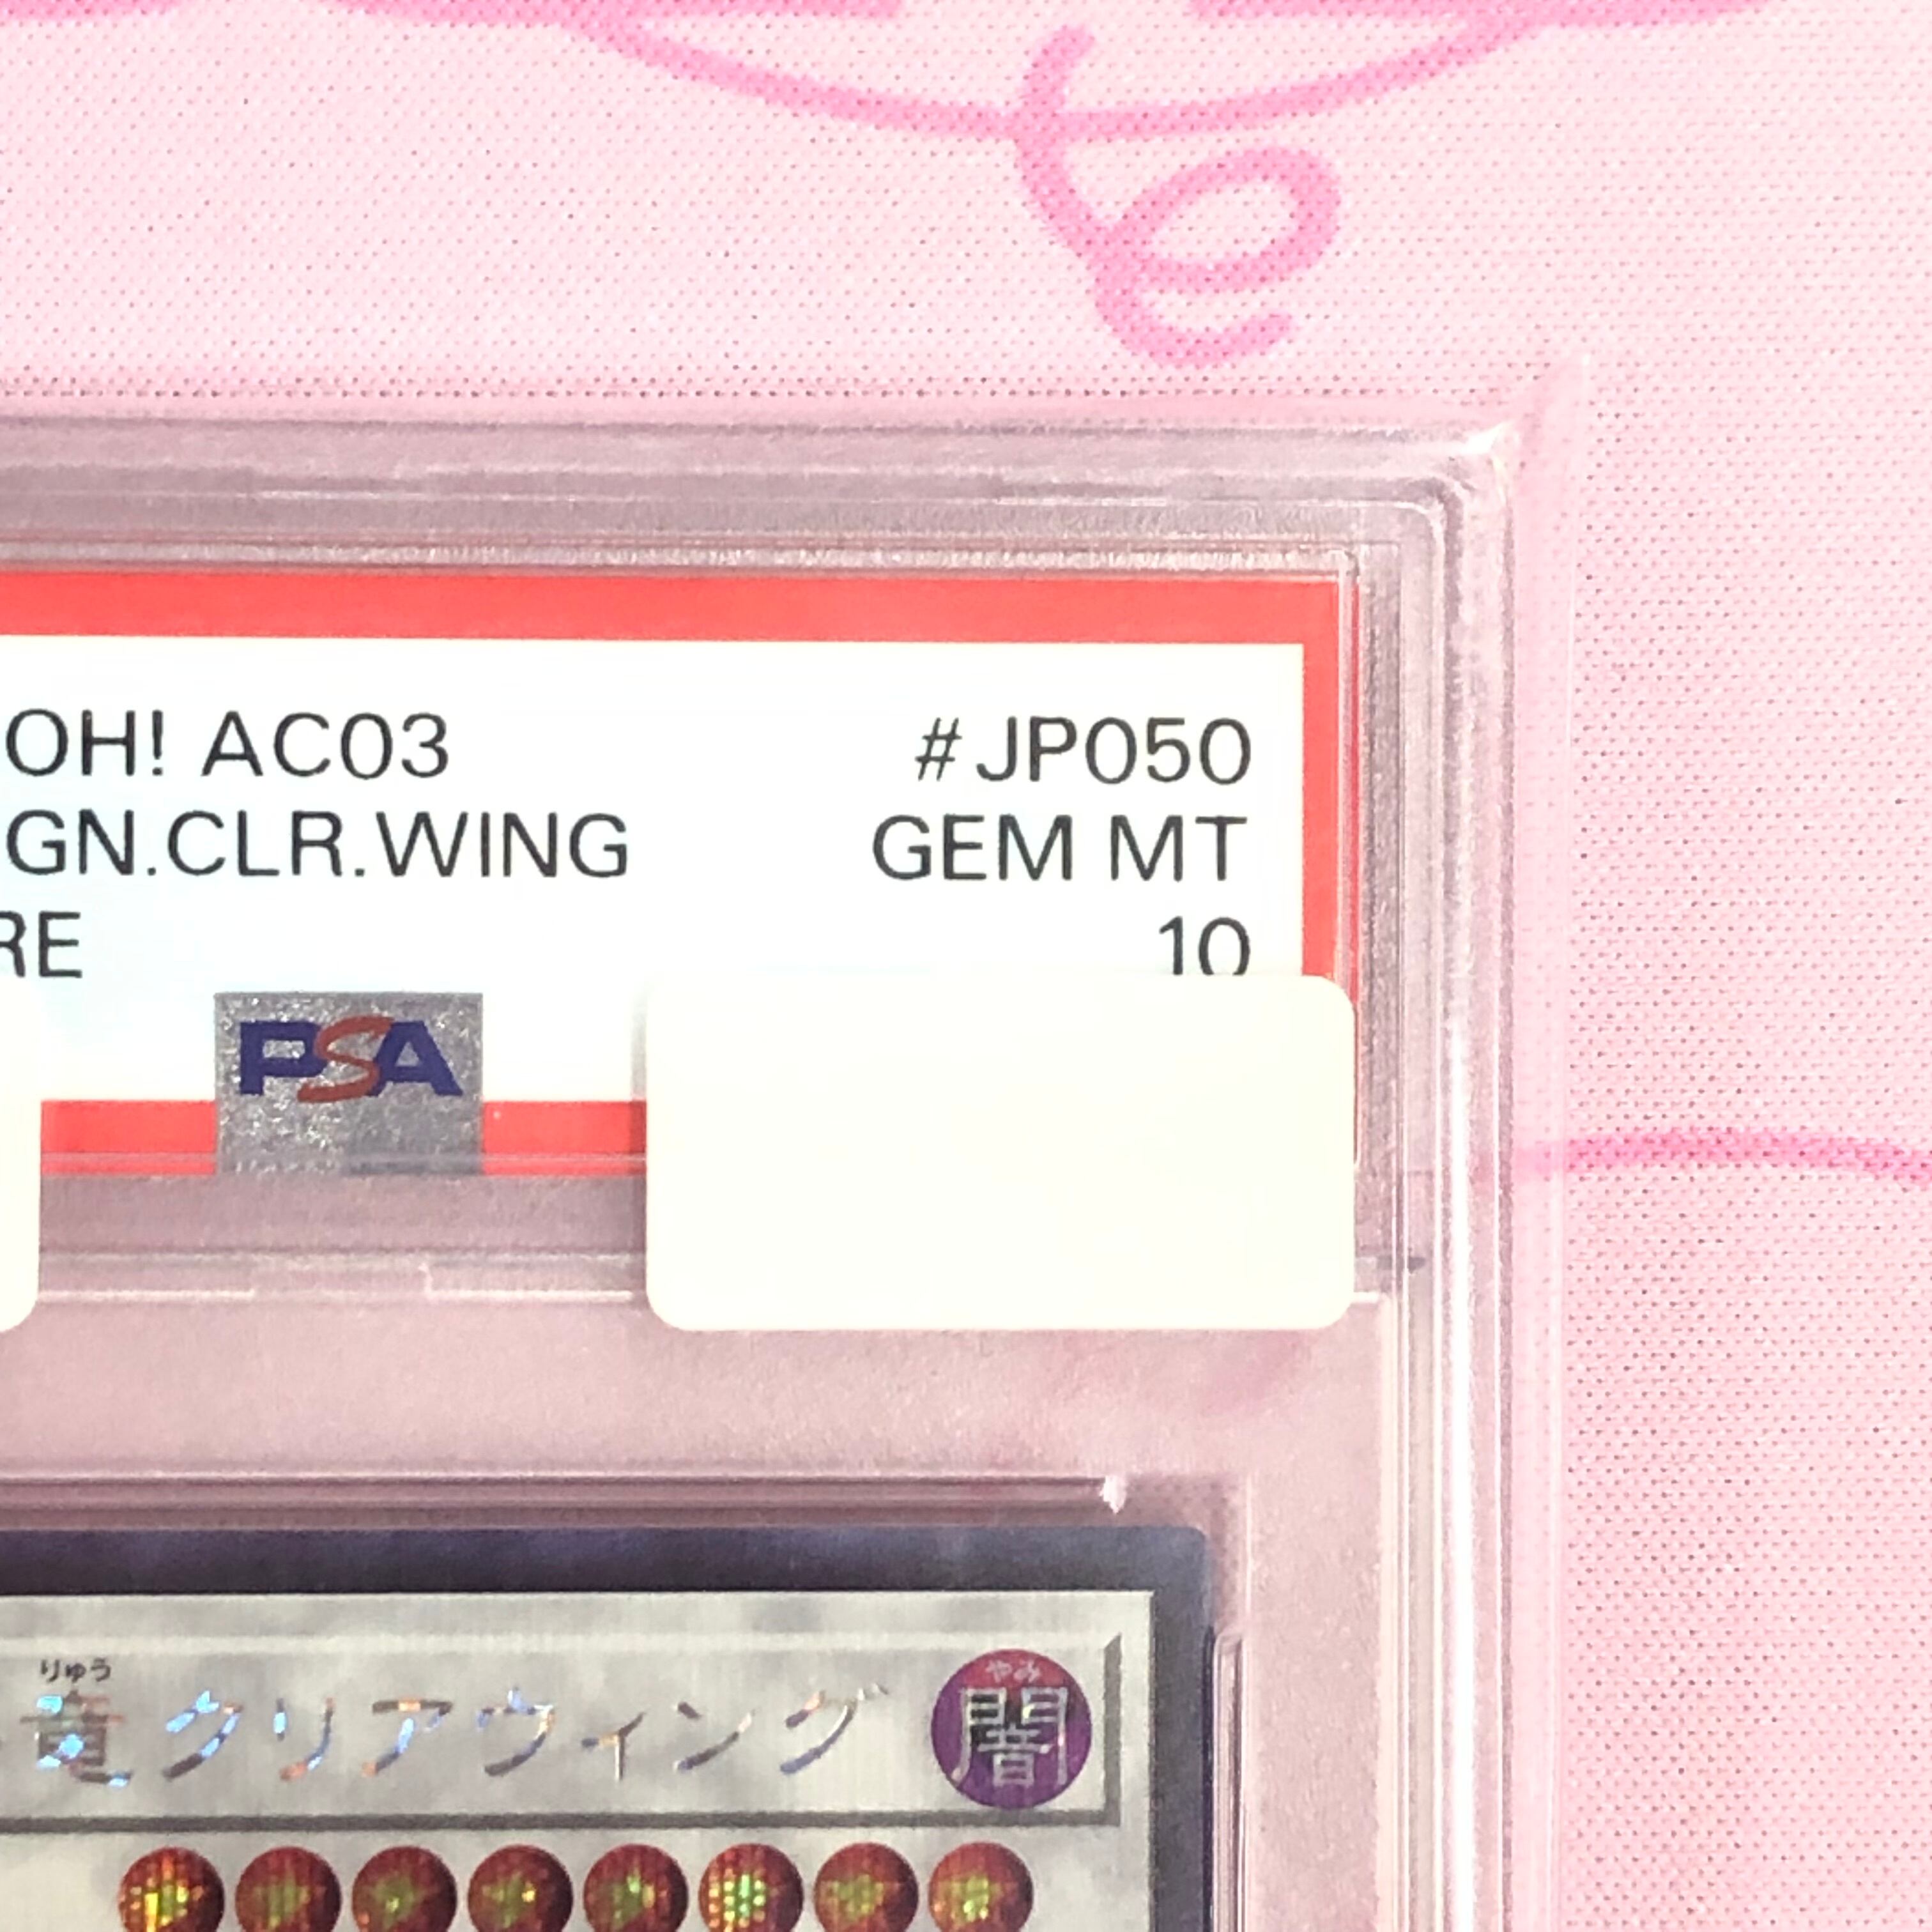 OH! AC03 #JP050
GN.CLR.WING GEM MT
RE 10
PSA
りゅう
竜クリアウィング
やみ
闇